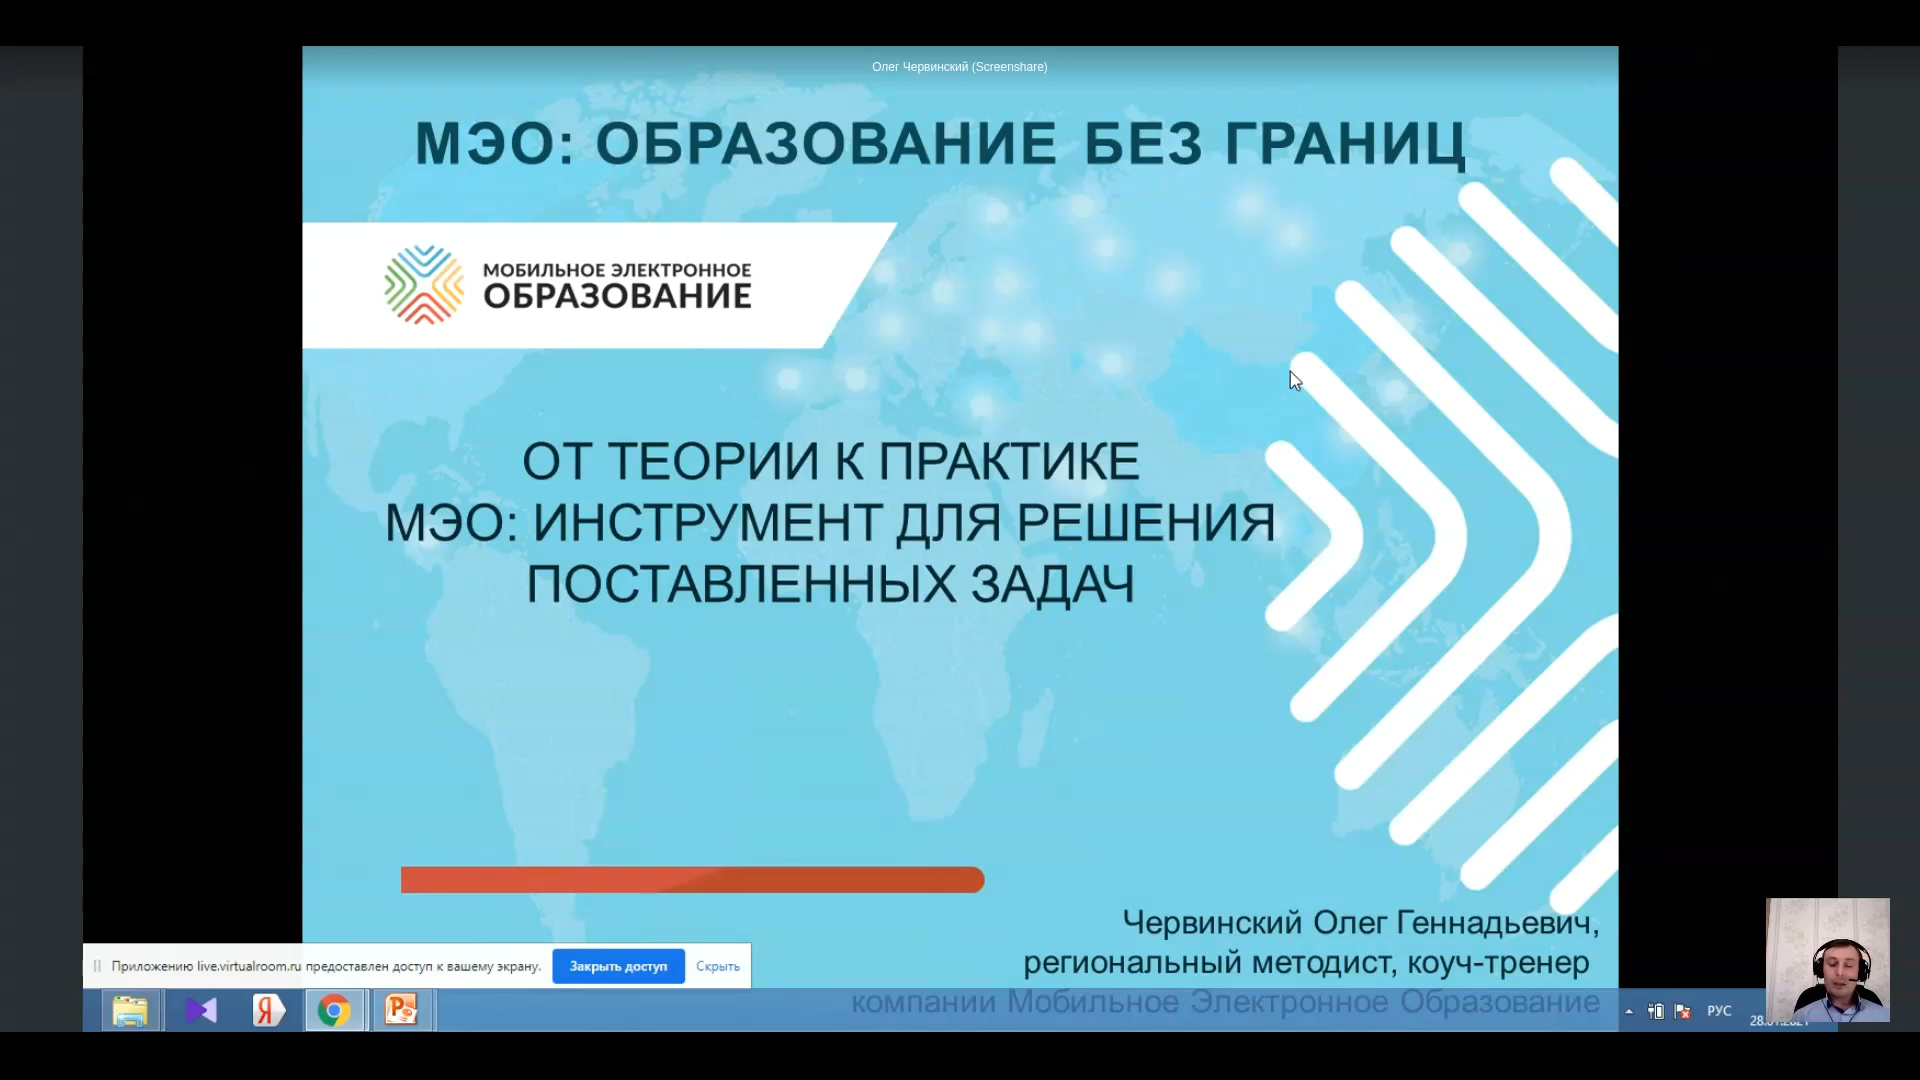 Олег Червинский (Screenshare)
МЭО: ОБРАЗОВАНИЕ БЕЗ ГРАНИЦ
МОБИЛЬНОЕ ЭЛЕКТРОННОЕ
ОБРАЗОВАНИЕ
ОТ ТЕОРИИ К ПРАКТИКЕ
МЭО: ИНСТРУМЕНТ ДЛЯ РЕШЕНИЯ
ПОСТАВЛЕННЫХ ЗАДАЧ
Червинский Олег Геннадьевич,
региональный методист, коуч-тренер
компании Мобильное Электронное Образование
Приложению live.virtualroom.ru предоставлен доступ к вашему экрану.
Закрыть доступ
Скрыть
РУС